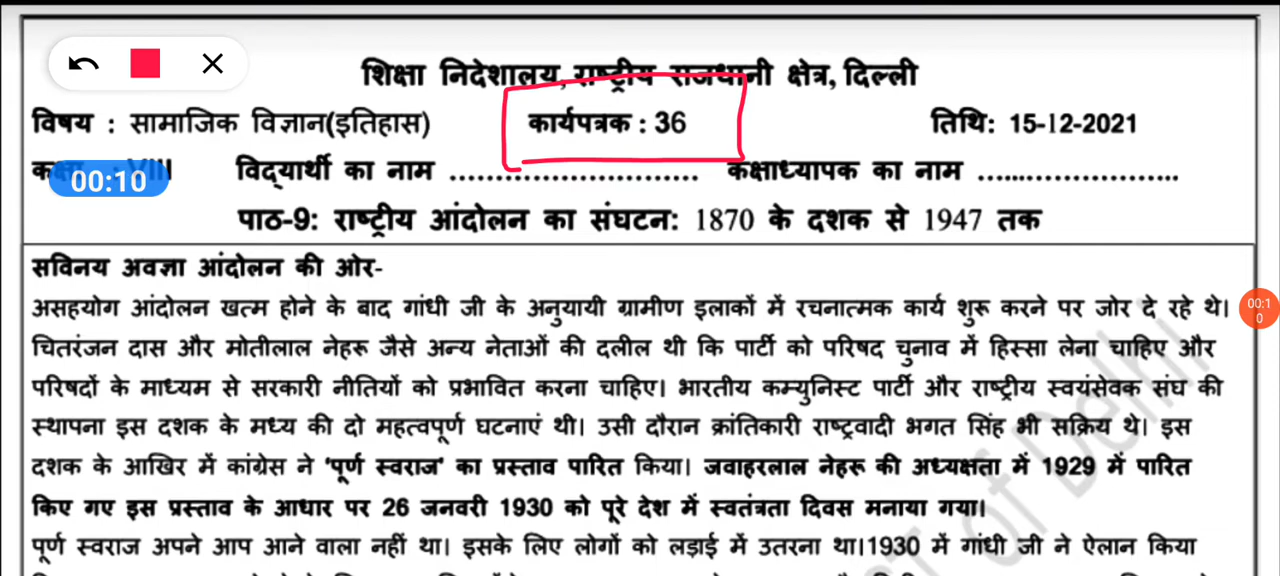 शिक्षा निदेशालय, राष्ट्रीय राजधानी क्षेत्र, दिल्ली
विषय : सामाजिक विज्ञान(इतिहास) कार्यपत्रक : 36 तिथि: 15-12-2021
VIII विद्यार्थी का नाम ........................... कक्षाध्यापक का नाम ......................
00:10
पाठ-9: राष्ट्रीय आंदोलन का संघटन: 1870 के दशक से 1947 तक
सविनय अवज्ञा आंदोलन की ओर-
असहयोग आंदोलन खत्म होने के बाद गांधी जी के अनुयायी ग्रामीण इलाकों में रचनात्मक कार्य शुरू करने पर जोर दे रहे थे।
00:1
0
चितरंजन दास और मोतीलाल नेहरू जैसे अन्य नेताओं की दलील थी कि पार्टी को परिषद चुनाव में हिस्सा लेना चाहिए और
परिषदों के माध्यम से सरकारी नीतियों को प्रभावित करना चाहिए। भारतीय कम्युनिस्ट पार्टी और राष्ट्रीय स्वयंसेवक संघ की
स्थापना इस दशक के मध्य की दो महत्वपूर्ण घटनाएं थी। उसी दौरान क्रांतिकारी राष्ट्रवादी भगत सिंह भी सक्रिय थे। इस
दशक के आखिर में कांग्रेस ने 'पूर्ण स्वराज' का प्रस्ताव पारित किया। जवाहरलाल नेहरू की अध्यक्षता में 1929 में पारित
किए गए इस प्रस्ताव के आधार पर 26 जनवरी 1930 को पूरे देश में स्वतंत्रता दिवस मनाया गया।
पूर्ण स्वराज अपने आप आने वाला नहीं था। इसके लिए लोगों को लड़ाई में उतरना था।1930 में गांधी जी ने ऐलान किया